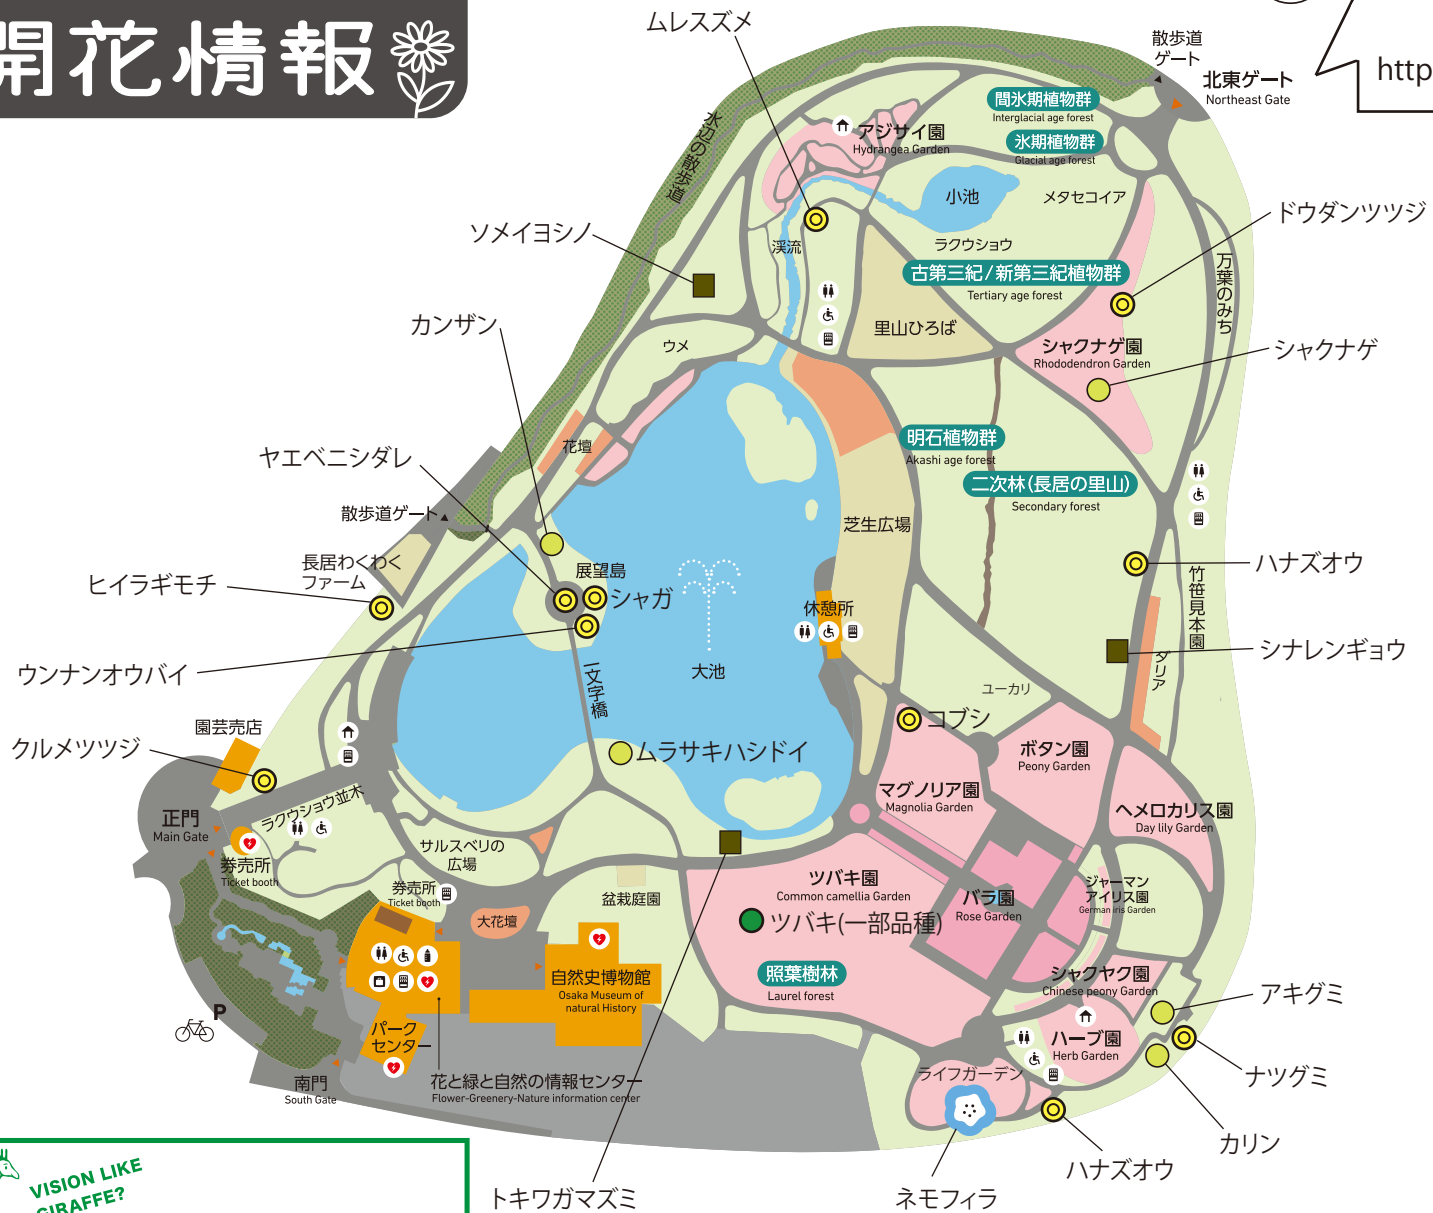 開花情報
http
ムレスズメ
散歩道
ゲート
北東ゲート
Northeast Gate
間氷期植物群
Interglacial age forest
氷期植物群
Glacial age forest
アジサイ園
Hydrangea Garden
水辺の散歩道
小池
メタセコイア
ドウダンツツジ
ソメイヨシノ
渓流
ラクウショウ
古第三紀/新第三紀植物群
Tertiary age forest
万葉のみち
カンザン
里山ひろば
ウメ
シャクナゲ園
Rhododendron Garden
シャクナゲ
ヤエベニシダレ
花壇
明石植物群
Akashi age forest
二次林(長居の里山)
Secondary forest
散歩道ゲート
芝生広場
長居わくわく
ファーム
展望島
ハナズオウ
ヒイラギモチ
シャガ
休憩所
竹笹見本園
ウンナンオウバイ
一文字橋
大池
ダリア
シナレンギョウ
ユーカリ
園芸売店
コブシ
クルメツツジ
ムラサキハシドイ
ボタン園
Peony Garden
マグノリア園
Magnolia Garden
ラクウショウ並木
正門
Main Gate
ヘメロカリス園
Day lily Garden
サルスベリの
広場
券売所
Ticket booth
券売所
Ticket booth
盆栽庭園
ツバキ園
Common camellia Garden
ジャーマン
アイリス園
German iris Garden
バラ園
Rose Garden
大花壇
ツバキ(一部品種)
自然史博物館
Osaka Museum of
natural History
照葉樹林
Laurel forest
シャクヤク園
Chinese peony Garden
アキグミ
P
パーク
センター
ハーブ園
Herb Garden
ライフガーデン
ナツグミ
南門
South Gate
花と緑と自然の情報センター
Flower-Greenery-Nature information center
カリン
ハナズオウ
トキワガマズミ
ネモフィラ
VISION LIKE
GIRAFFE?